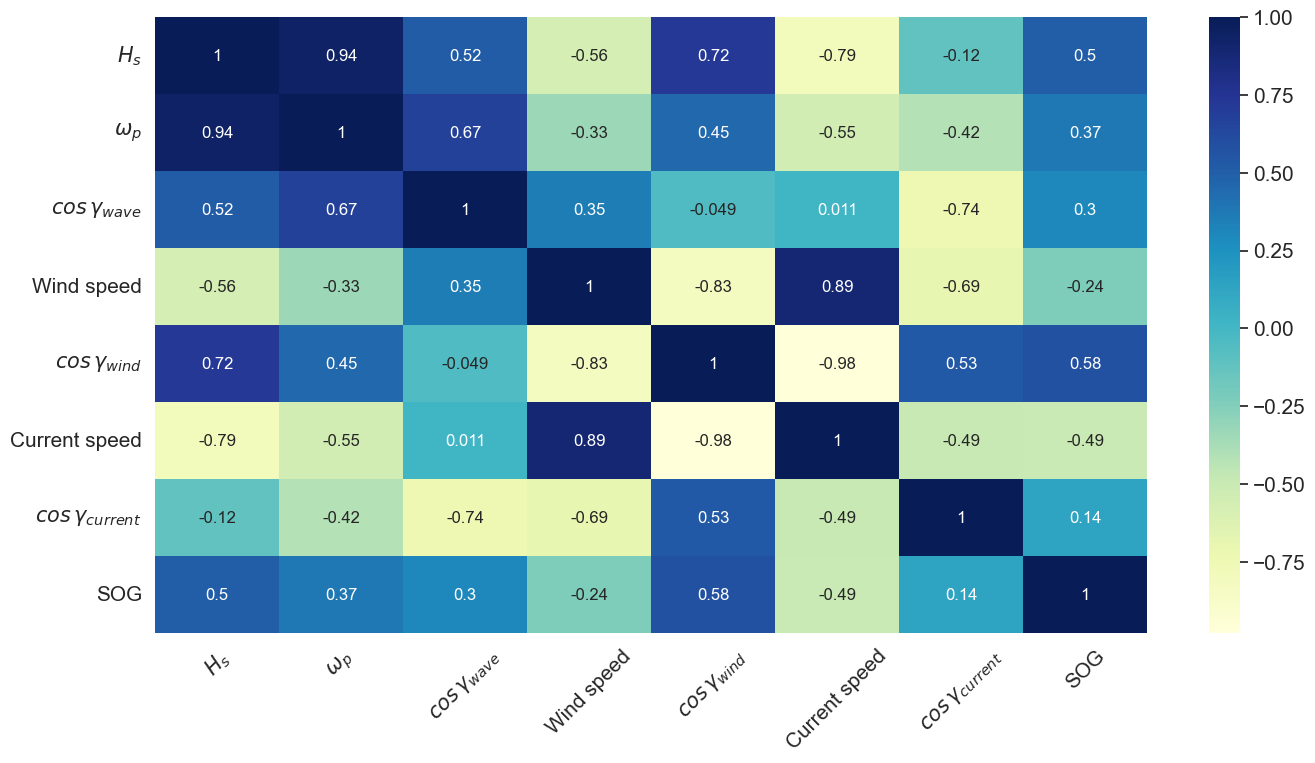 H_s 1 0.94 0.52 -0.56 0.72 -0.79 -0.12 0.5
ω_p 0.94 1 0.67 -0.33 0.45 -0.55 -0.42 0.37
cos γ_wave 0.52 0.67 1 0.35 -0.049 0.011 -0.74 0.3
Wind speed -0.56 -0.33 0.35 1 -0.83 0.89 -0.69 -0.24
cos γ_wind 0.72 0.45 -0.049 -0.83 1 -0.98 0.53 0.58
Current speed -0.79 -0.55 0.011 0.89 -0.98 1 -0.49 -0.49
cos γ_current -0.12 -0.42 -0.74 -0.69 0.53 -0.49 1 0.14
SOG 0.5 0.37 0.3 -0.24 0.58 -0.49 0.14 1
H_s ω_p cos γ_wave Wind speed cos γ_wind Current speed cos γ_current SOG
1.00
0.75
0.50
0.25
0.00
−0.25
−0.50
−0.75